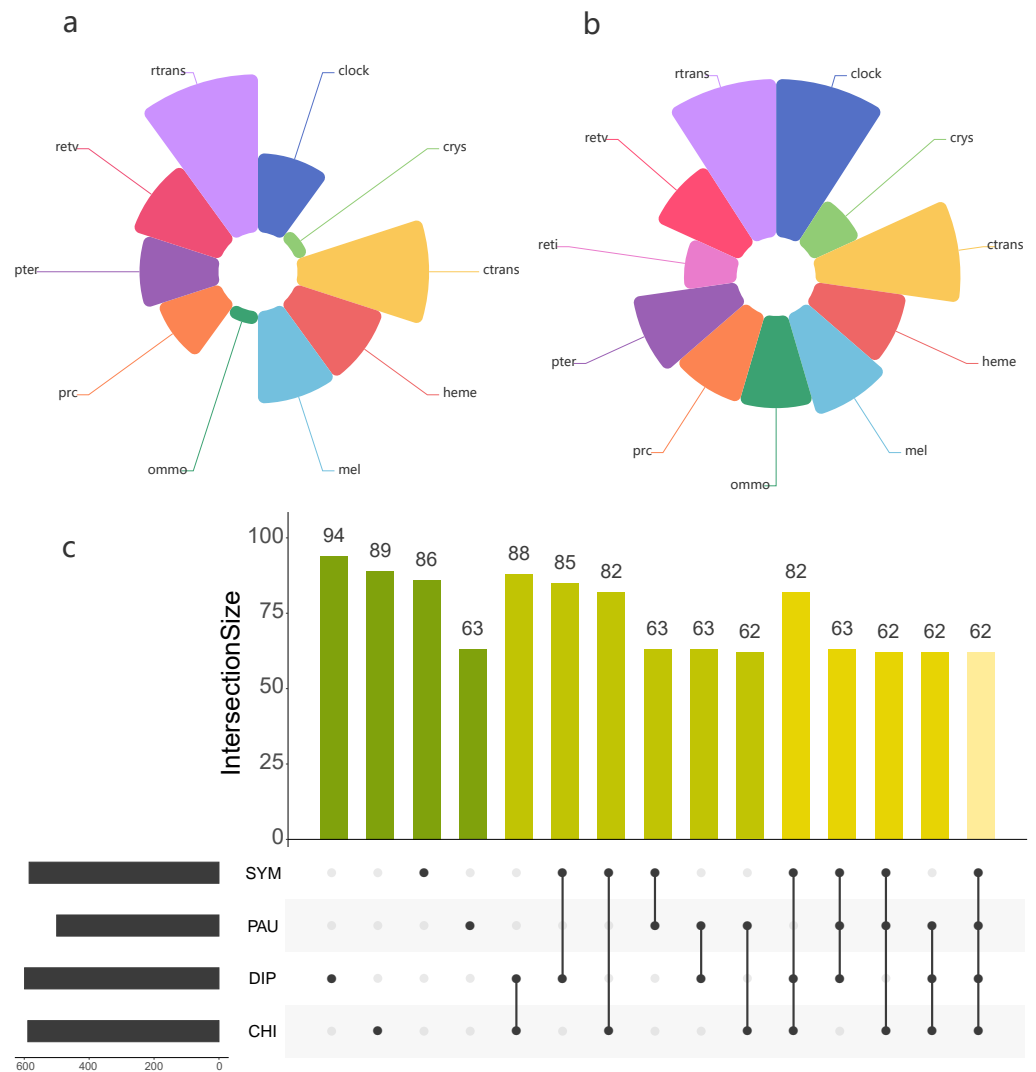 a
b
rtrans
clock
retv
crys
pter
ctrans
prc
heme
ommo
mel
rtrans
clock
retv
crys
reti
ctrans
pter
heme
prc
mel
ommo
c
IntersectionSize
100
75
50
25
0
94
89
86
63
88
85
82
63
63
62
82
63
62
62
62
SYM
PAU
DIP
CHI
600 400 200 0